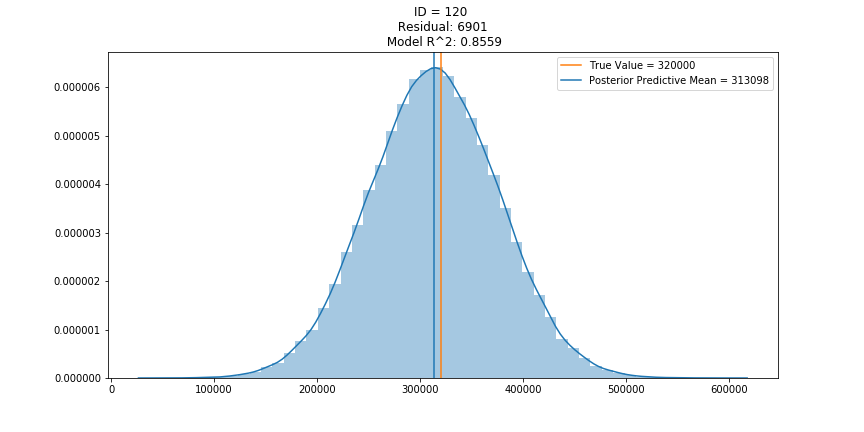 ID = 120
Residual: 6901
Model R^2: 0.8559
True Value = 320000
Posterior Predictive Mean = 313098
0.000006
0.000005
0.000004
0.000003
0.000002
0.000001
0.000000
0 100000 200000 300000 400000 500000 600000